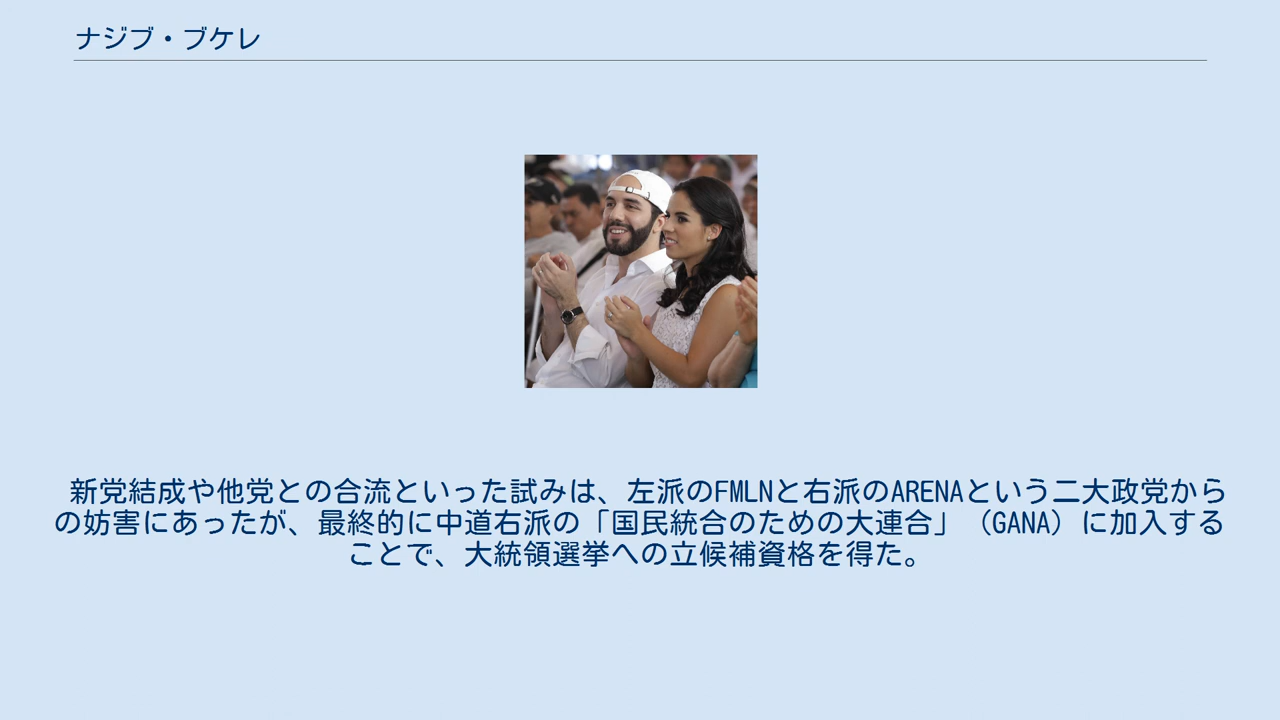 ナジブ・ブケレ
新党結成や他党との合流といった試みは、左派のFMLNと右派のARENAという二大政党から
の妨害にあったが、最終的に中道右派の「国民統合のための大連合」（GANA）に加入する
ことで、大統領選挙への立候補資格を得た。